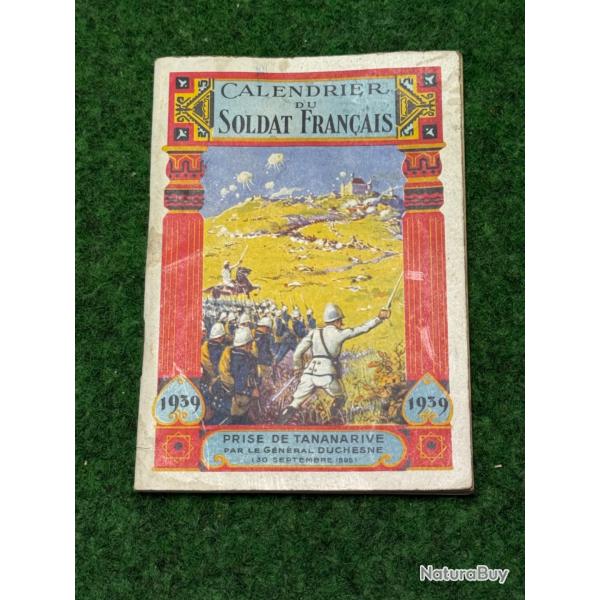 CALENDRIER
DU
SOLDAT FRANÇAIS
1939 1939
PRISE DE TANANARIVE
PAR LE GÉNÉRAL DUCHESNE
(30 SEPTEMBRE 1895)
NaturaBuy